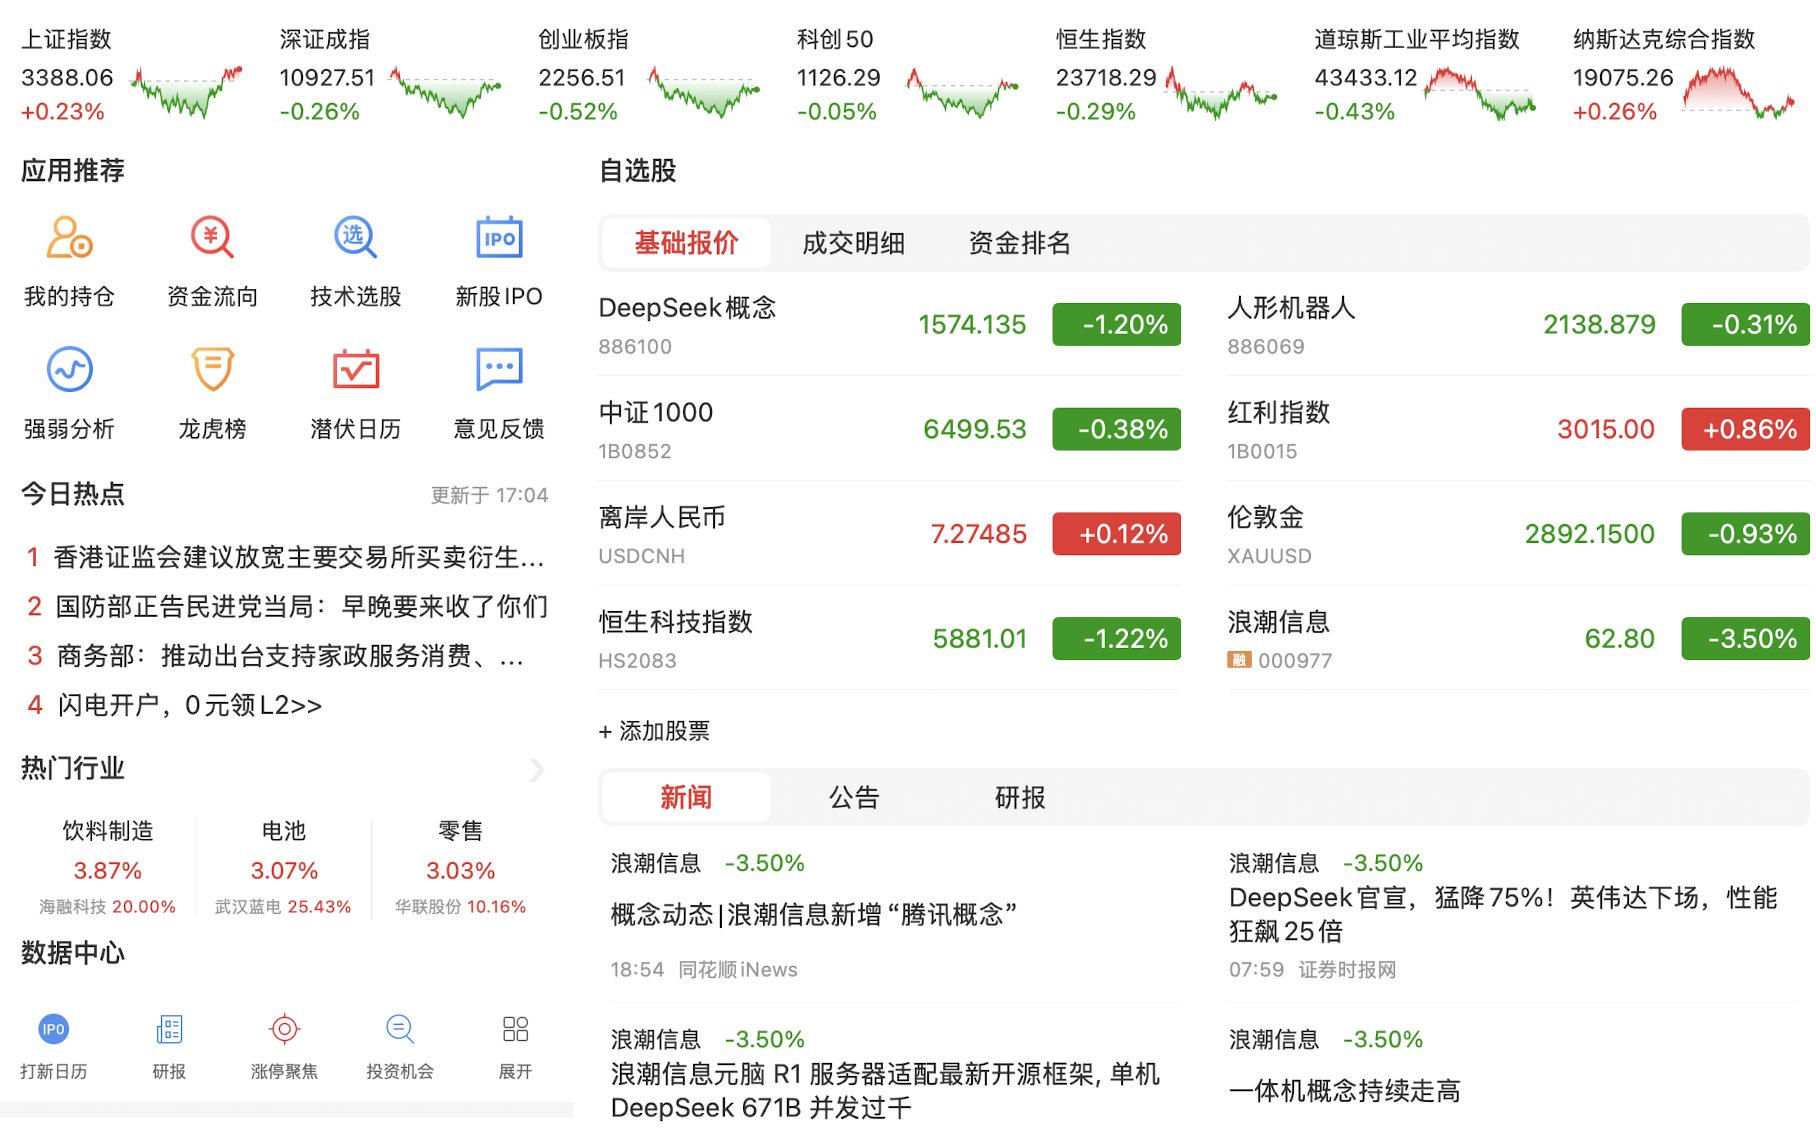 上证指数
3388.06
+0.23%
深证成指
10927.51
-0.26%
创业板指
2256.51
-0.52%
科创50
1126.29
-0.05%
恒生指数
23718.29
-0.29%
道琼斯工业平均指数
43433.12
-0.43%
纳斯达克综合指数
19075.26
+0.26%
应用推荐
¥
选
IPO
我的持仓
资金流向
技术选股
新股IPO
强弱分析
龙虎榜
潜伏日历
意见反馈
今日热点
更新于 17:04
1 香港证监会建议放宽主要交易所买卖衍生...
2 国防部正告民进党当局：早晚要来收了你们
3 商务部：推动出台支持家政服务消费、...
4 闪电开户，0元领L2>>
热门行业
饮料制造
3.87%
海融科技 20.00%
电池
3.07%
武汉蓝电 25.43%
零售
3.03%
华联股份 10.16%
数据中心
IPO
打新日历
研报
涨停聚焦
投资机会
展开
自选股
基础报价
成交明细
资金排名
DeepSeek概念
886100
1574.135
-1.20%
人形机器人
886069
2138.879
-0.31%
中证1000
1B0852
6499.53
-0.38%
红利指数
1B0015
3015.00
+0.86%
离岸人民币
USDCNH
7.27485
+0.12%
伦敦金
XAUUSD
2892.1500
-0.93%
恒生科技指数
HS2083
5881.01
-1.22%
浪潮信息
融 000977
62.80
-3.50%
+ 添加股票
新闻
公告
研报
浪潮信息 -3.50%
概念动态|浪潮信息新增“腾讯概念”
18:54 同花顺iNews
浪潮信息 -3.50%
DeepSeek官宣，猛降75%！英伟达下场，性能
狂飙25倍
07:59 证券时报网
浪潮信息 -3.50%
浪潮信息元脑 R1 服务器适配最新开源框架, 单机
DeepSeek 671B 并发过千
浪潮信息 -3.50%
一体机概念持续走高